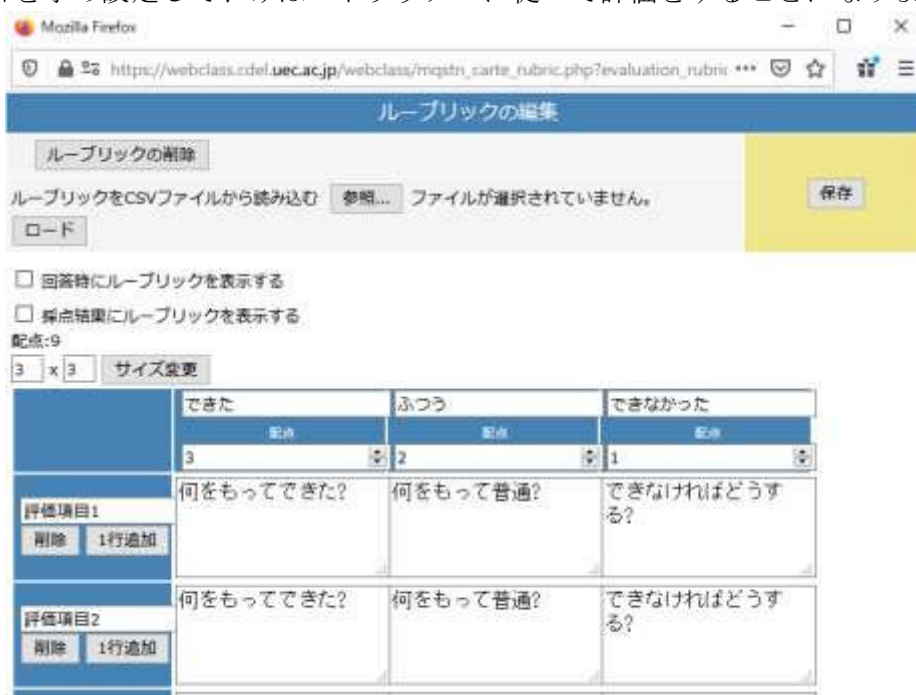 Mozilla Firefox
https://webclass.cdel.uec.ac.jp/webclass/mqstn_carte_rubric.php?evaluation_rubric
ルーブリックの編集
ルーブリックの削除
ルーブリックをCSVファイルから読み込む 参照... ファイルが選択されていません。
保存
ロード
回答時にルーブリックを表示する
採点結果にルーブリックを表示する
配点:9
3 x 3 サイズ変更
できた ふつう できなかった
配点 配点 配点
3 2 1
何をもってできた? 何をもって普通? できなければどうす
る?
評価項目1
削除 1行追加
何をもってできた? 何をもって普通? できなければどうす
る?
評価項目2
削除 1行追加